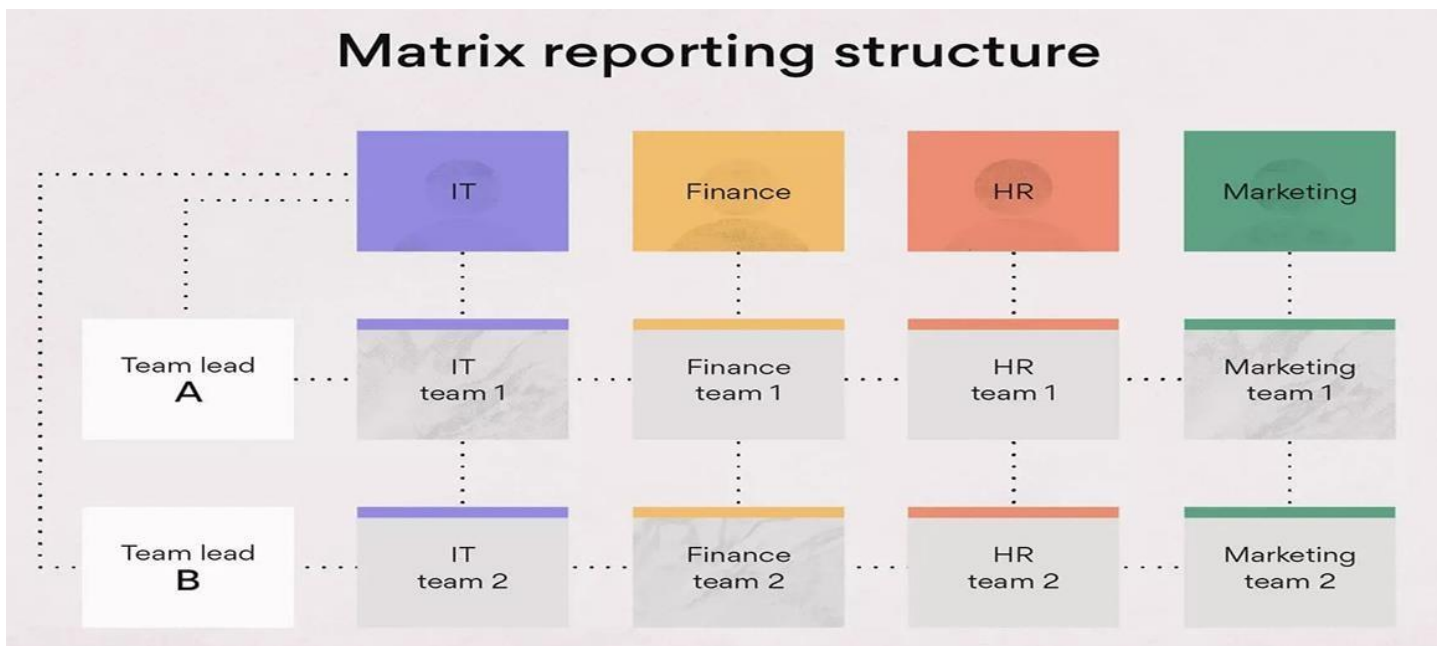 Matrix reporting structure
IT
Finance
HR
Marketing
Team lead
A
IT
team 1
Finance
team 1
HR
team 1
Marketing
team 1
Team lead
B
IT
team 2
Finance
team 2
HR
team 2
Marketing
team 2